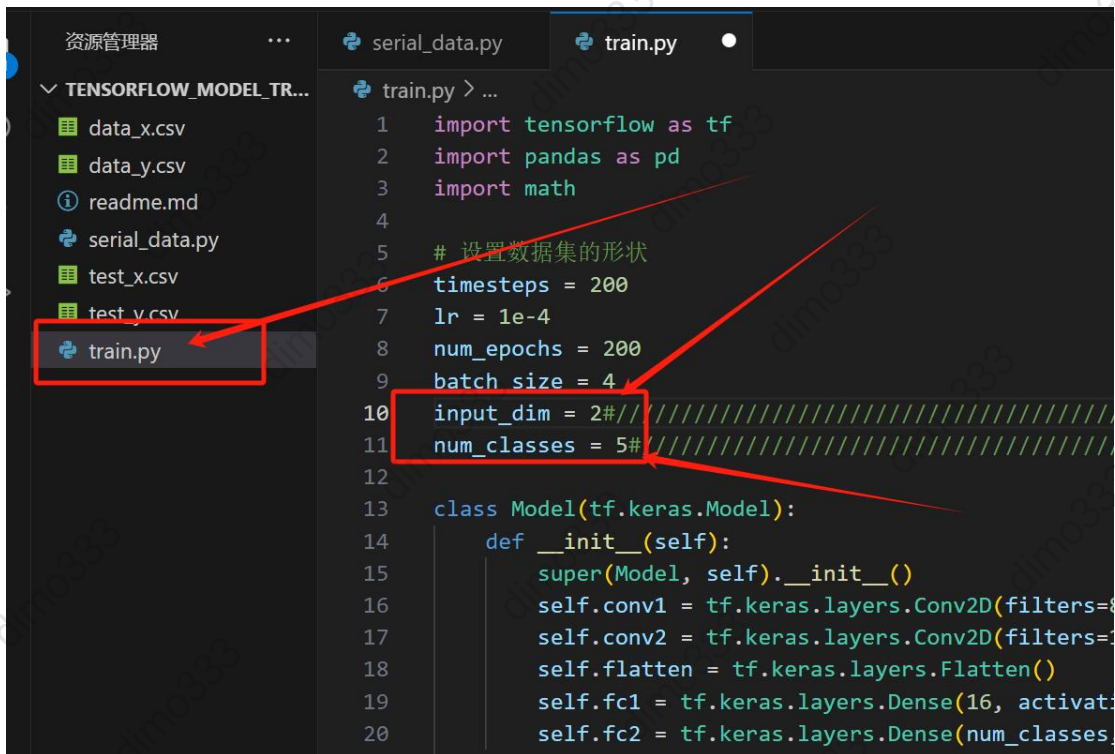 资源管理器 ···
TENSORFLOW_MODEL_TR...
data_x.csv
data_y.csv
readme.md
serial_data.py
test_x.csv
test_y.csv
train.py
serial_data.py train.py
train.py > ...
1 import tensorflow as tf
2 import pandas as pd
3 import math
4
5 # 设置数据集的形状
6 timesteps = 200
7 lr = 1e-4
8 num_epochs = 200
9 batch_size = 4
10 input_dim = 2#//////////////////////////////////////
11 num_classes = 5#////////////////////////////////////
12
13 class Model(tf.keras.Model):
14 def __init__(self):
15 super(Model, self).__init__()
16 self.conv1 = tf.keras.layers.Conv2D(filters=8
17 self.conv2 = tf.keras.layers.Conv2D(filters=1
18 self.flatten = tf.keras.layers.Flatten()
19 self.fc1 = tf.keras.layers.Dense(16, activati
20 self.fc2 = tf.keras.layers.Dense(num_classes,
dimo333